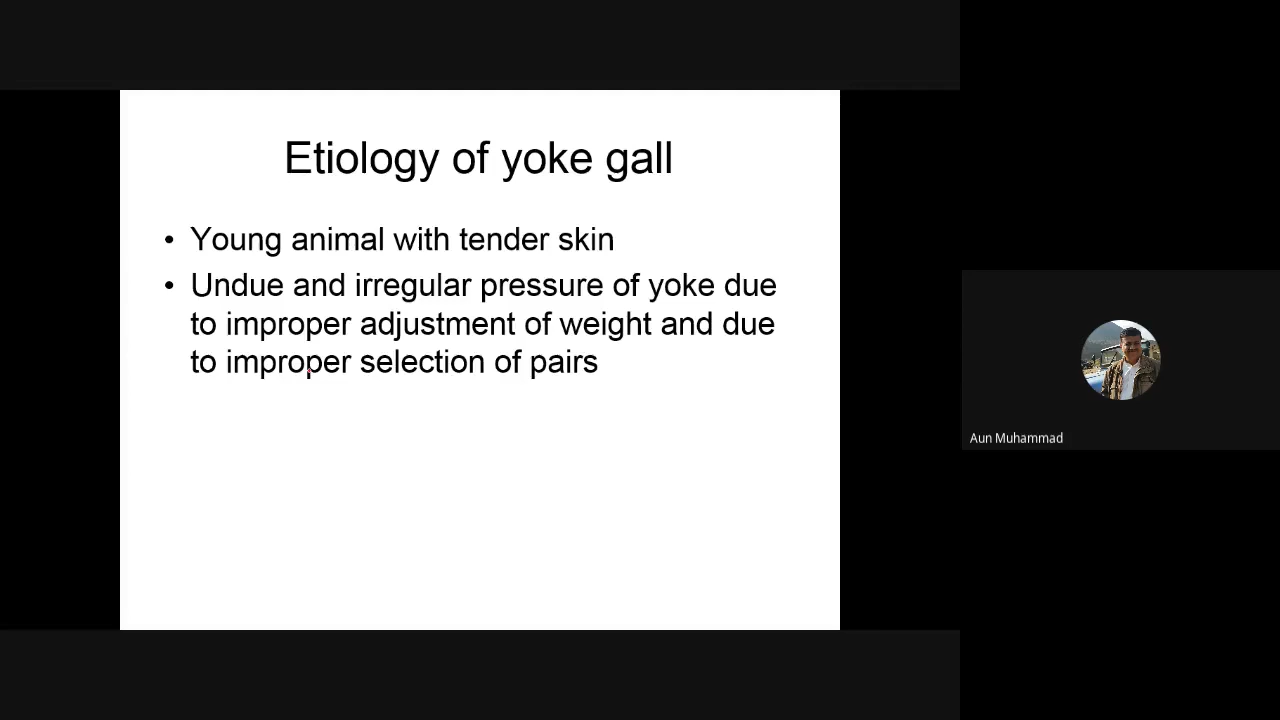 Etiology of yoke gall
• Young animal with tender skin
• Undue and irregular pressure of yoke due
to improper adjustment of weight and due
to improper selection of pairs
Aun Muhammad